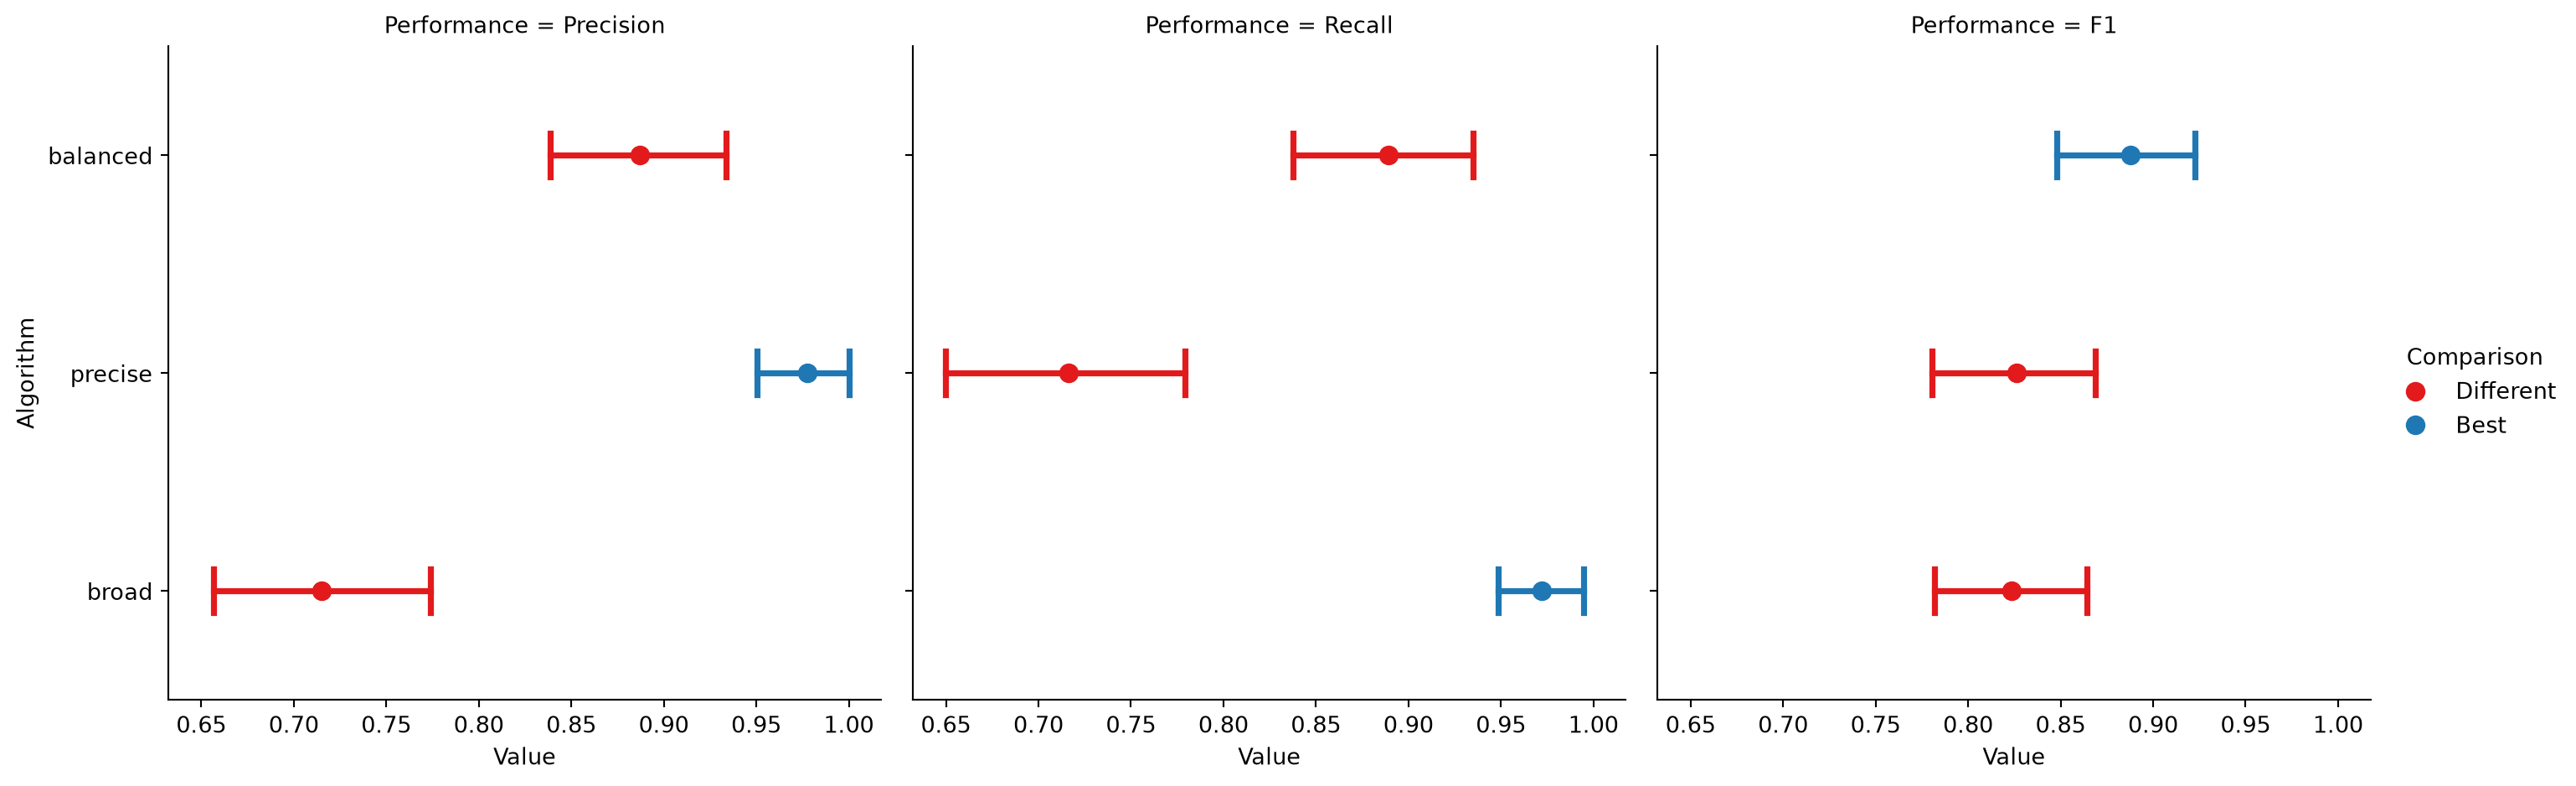 Performance = Precision
Performance = Recall
Performance = F1
Algorithm
balanced
precise
broad
0.65 0.70 0.75 0.80 0.85 0.90 0.95 1.00
0.65 0.70 0.75 0.80 0.85 0.90 0.95 1.00
0.65 0.70 0.75 0.80 0.85 0.90 0.95 1.00
Value
Value
Value
Comparison
Different
Best